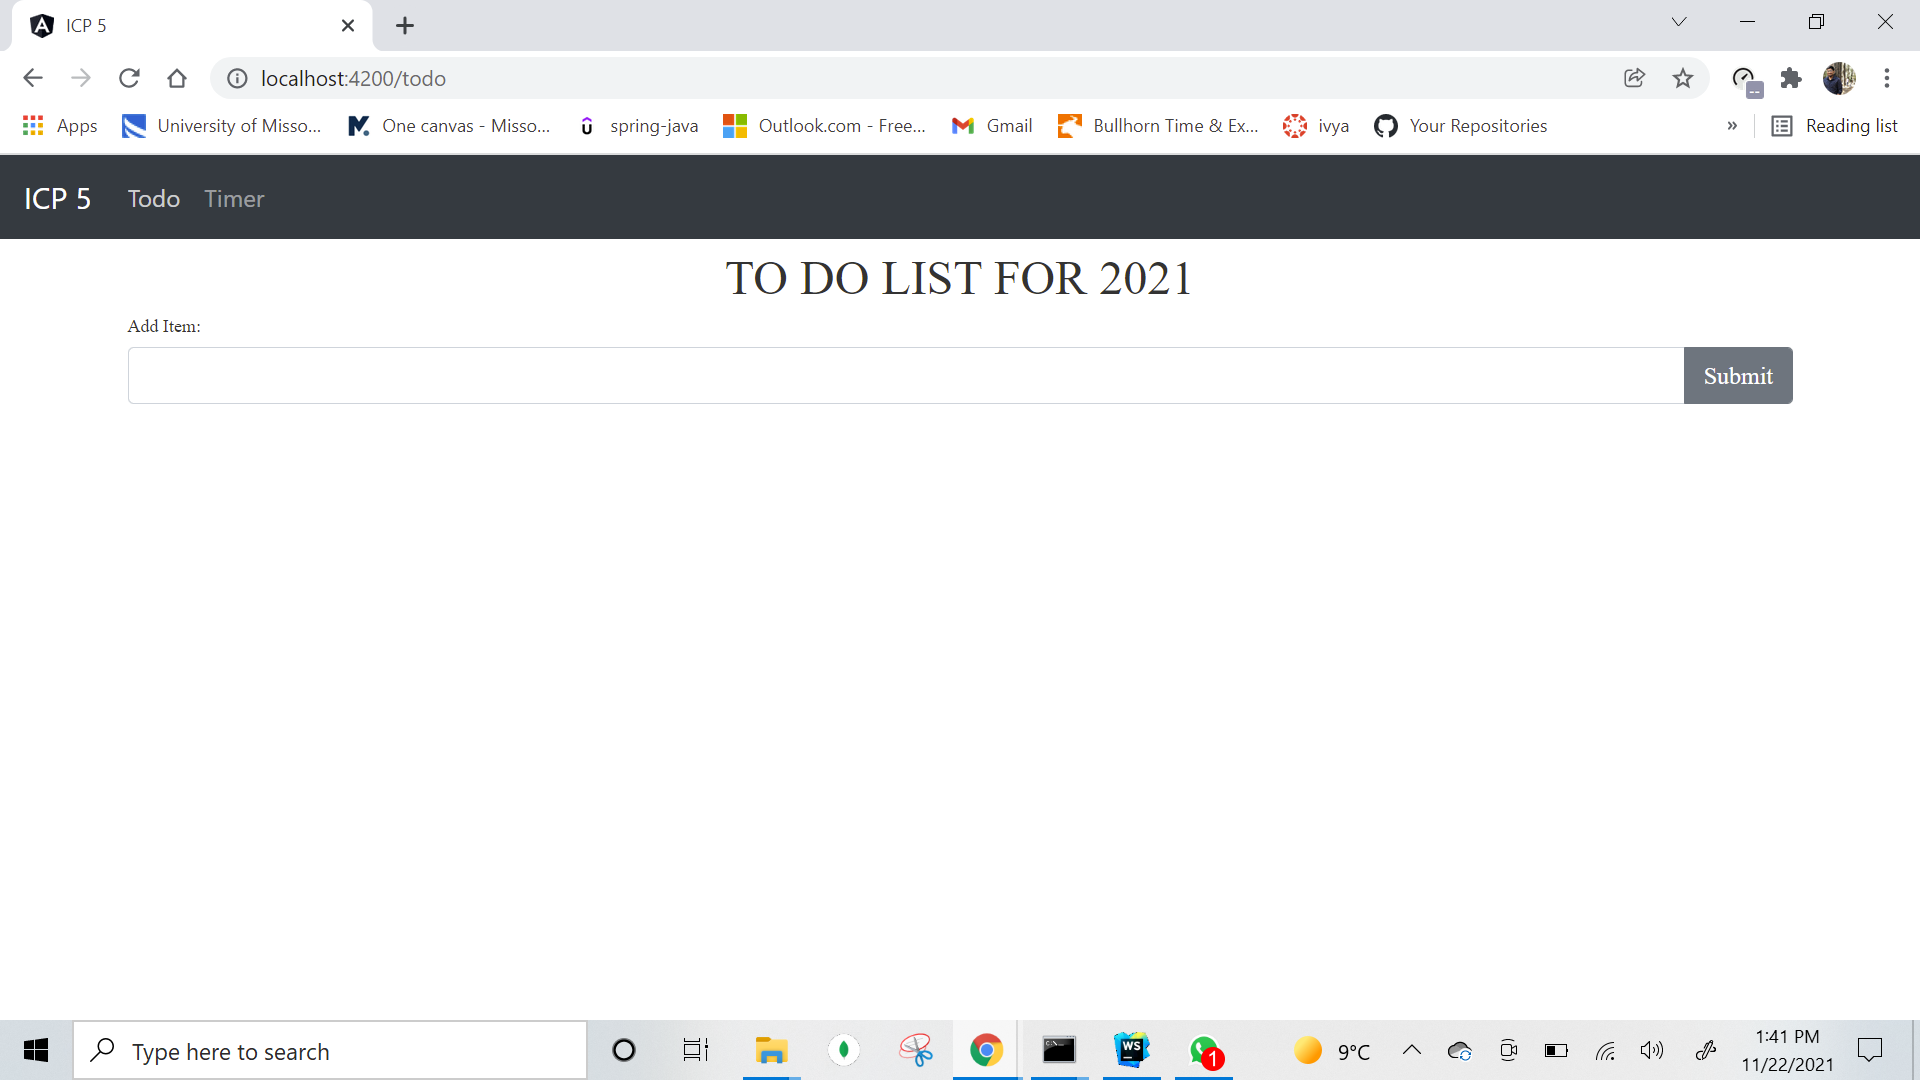 ICP 5
localhost:4200/todo
Apps University of Misso... One canvas - Misso... spring-java Outlook.com - Free... Gmail Bullhorn Time & Ex... ivya Your Repositories » Reading list
ICP 5 Todo Timer
TO DO LIST FOR 2021
Add Item:
Submit
Type here to search
WS
1
9°C
1:41 PM
11/22/2021